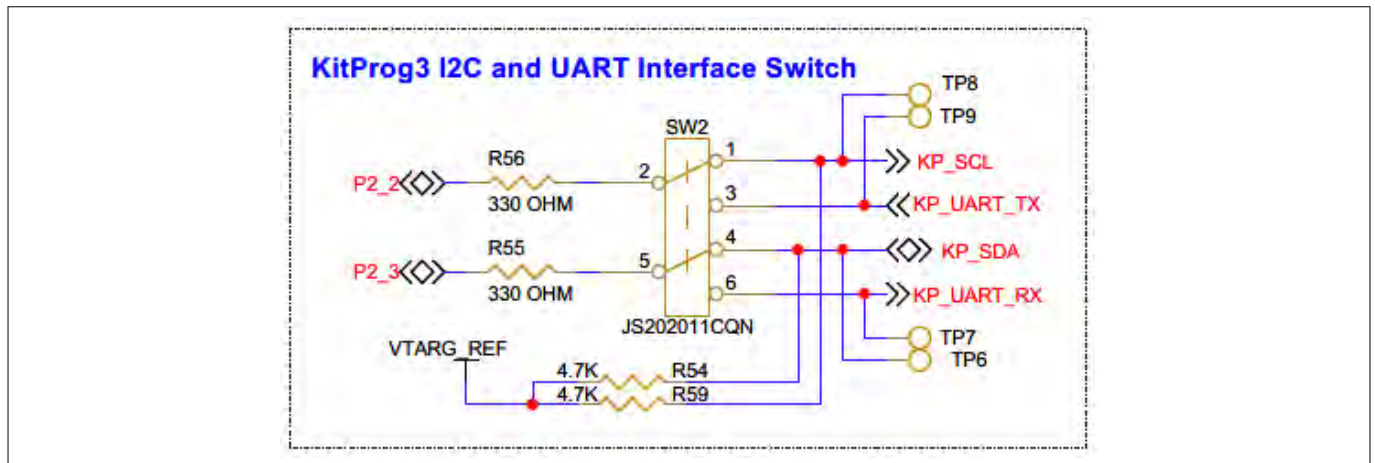 KitProg3 I2C and UART Interface Switch
TP8
TP9
SW2
R56
1
KP_SCL
P2_2
2
330 OHM
3
KP_UART_TX
R55
4
KP_SDA
P2_3
5
330 OHM
6
KP_UART_RX
JS202011CQN
TP7
VTARG_REF
TP6
4.7K R54
4.7K R59